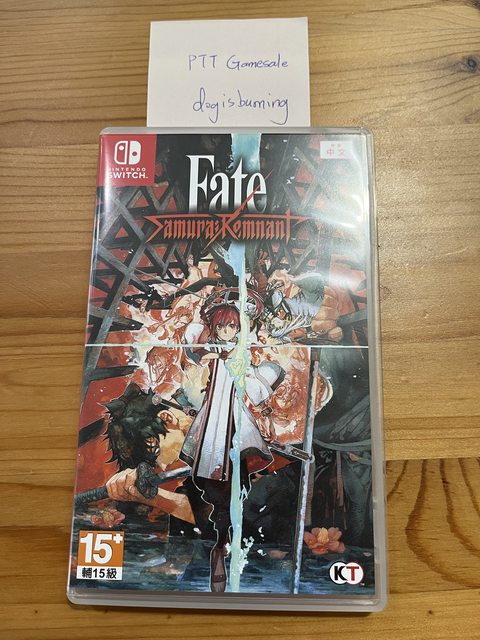 PTT Gamesale
dogisburning
NINTENDO
SWITCH.
中文
Fate
Samurai Remnant
15+
輔15級
KT